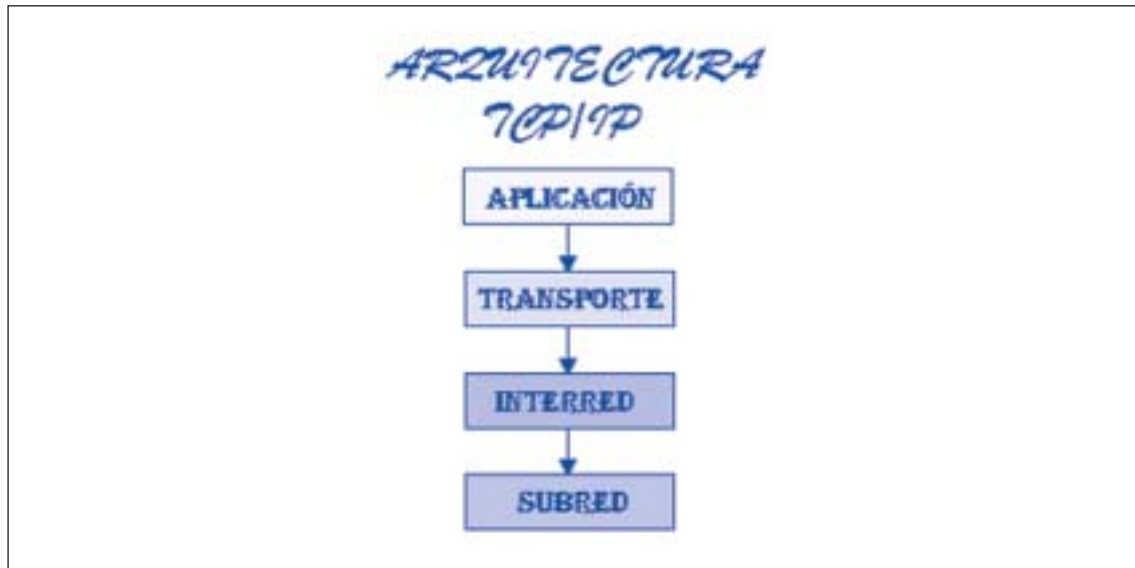 ARQUITECTURA
TCP/IP
APLICACIÓN
TRANSPORTE
INTERRED
SUBRED